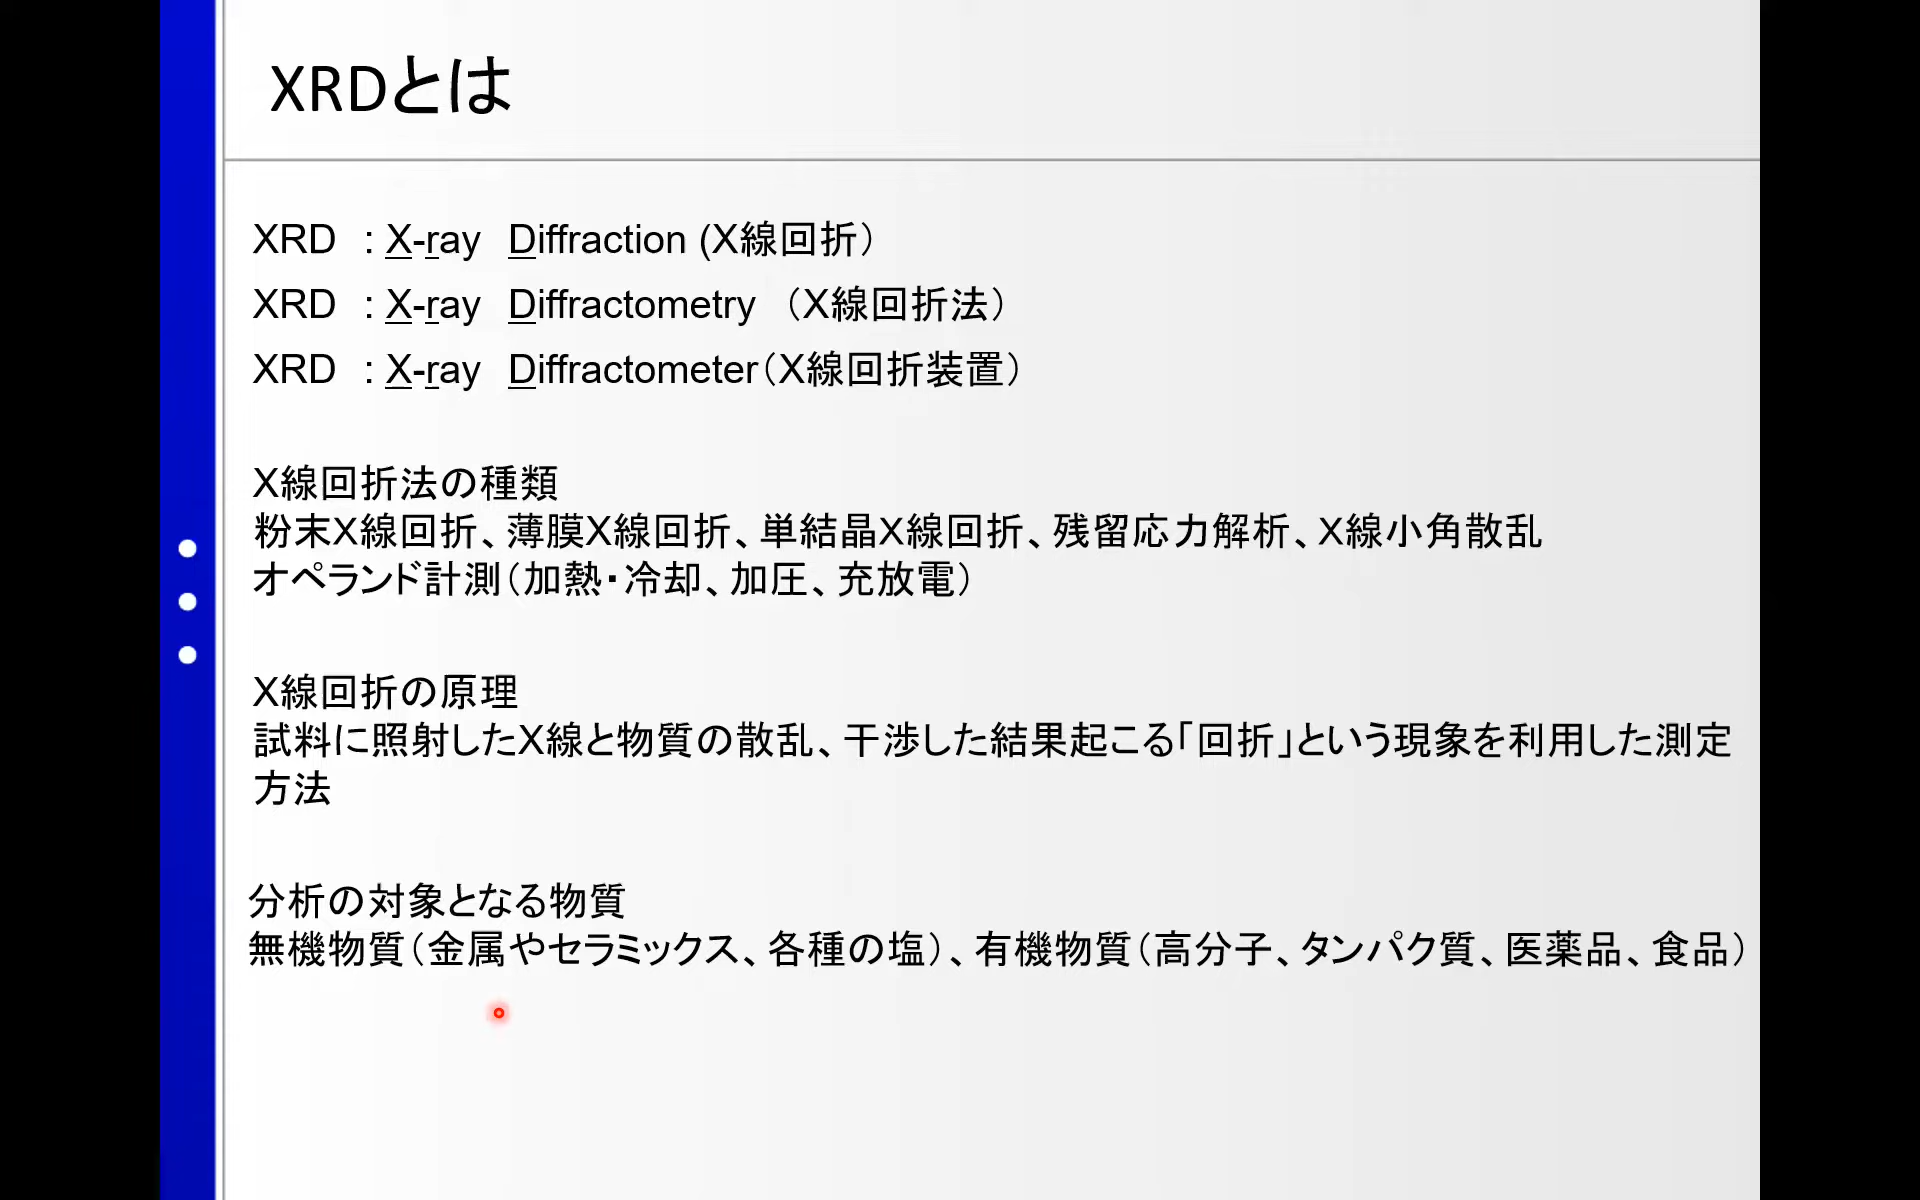 XRDとは
XRD : X-ray Diffraction (X線回折)
XRD : X-ray Diffractometry (X線回折法)
XRD : X-ray Diffractometer(X線回折装置)
X線回折法の種類
粉末X線回折、薄膜X線回折、単結晶X線回折、残留応力解析、X線小角散乱
オペランド計測(加熱・冷却、加圧、充放電)
X線回折の原理
試料に照射したX線と物質の散乱、干渉した結果起こる「回折」という現象を利用した測定
方法
分析の対象となる物質
無機物質(金属やセラミックス、各種の塩)、有機物質(高分子、タンパク質、医薬品、食品)